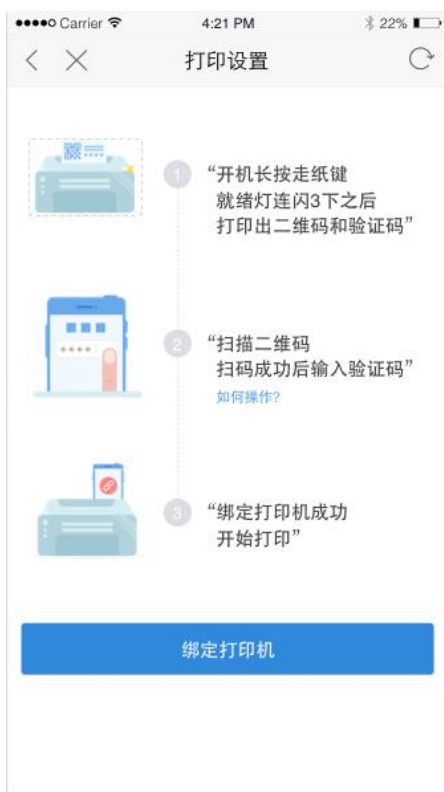 Carrier
4:21 PM
22%
打印设置
1
“开机长按走纸键
就绪灯连闪3下之后
打印出二维码和验证码”
2
“扫描二维码
扫码成功后输入验证码”
如何操作?
3
“绑定打印机成功
开始打印”
绑定打印机